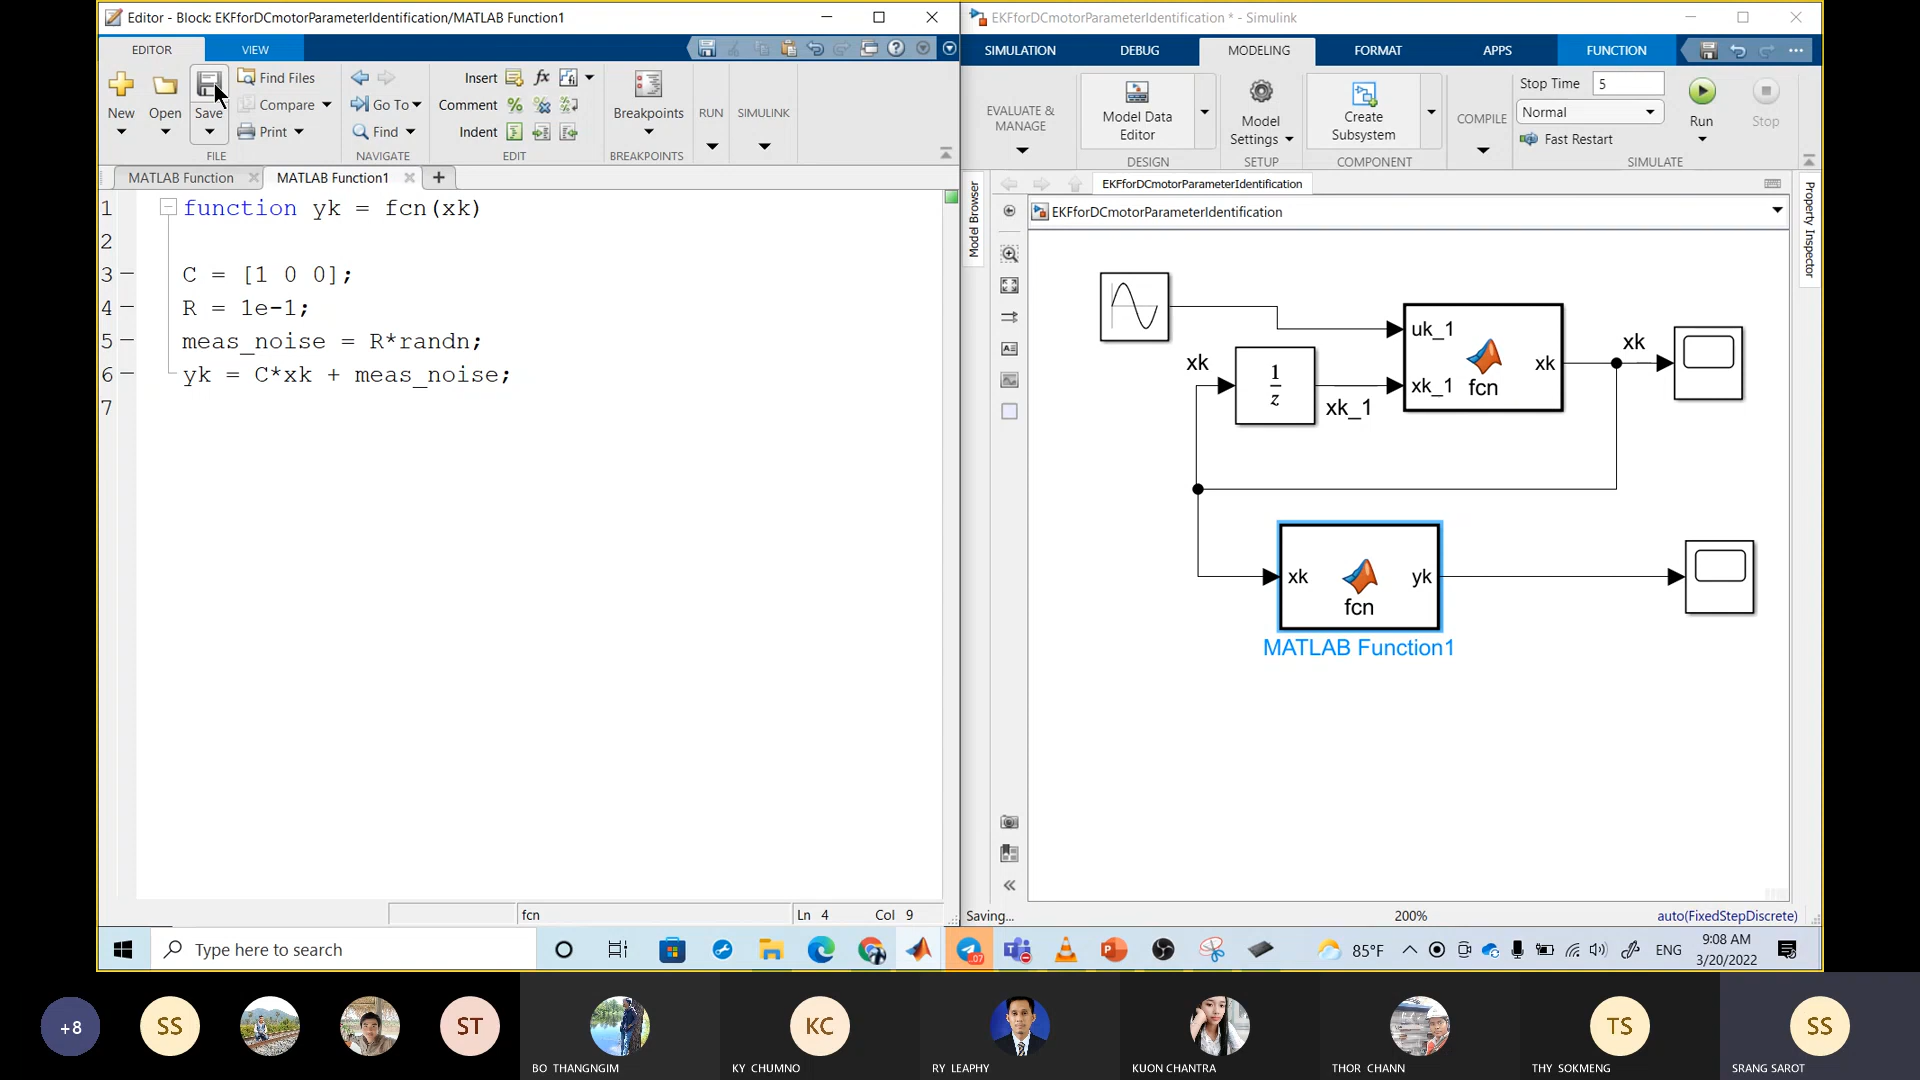 Editor - Block: EKFforDCmotorParameterIdentification/MATLAB Function1
EDITOR
VIEW
New
Open
Save
Find Files
Compare
Print
FILE
Go To
Find
NAVIGATE
Insert
Comment
Indent
fx
EDIT
Breakpoints
BREAKPOINTS
RUN
SIMULINK
MATLAB Function
MATLAB Function1
1 function yk = fcn(xk)
2
3 C = [1 0 0];
4 R = 1e-1;
5 meas_noise = R*randn;
6 yk = C*xk + meas_noise;
7
fcn
Ln 4 Col 9
EKFforDCmotorParameterIdentification * - Simulink
SIMULATION
DEBUG
MODELING
FORMAT
APPS
FUNCTION
EVALUATE &
MANAGE
Model Data
Editor
DESIGN
Model
Settings
SETUP
Create
Subsystem
COMPONENT
COMPILE
Stop Time 5
Normal
Fast Restart
Run
Stop
SIMULATE
Model Browser
EKFforDCmotorParameterIdentification
EKFforDCmotorParameterIdentification
Property Inspector
uk_1
xk
xk_1
fcn
xk
xk
1
z
xk_1
xk
yk
fcn
MATLAB Function1
Saving...
200%
auto(FixedStepDiscrete)
Type here to search
85°F
ENG
9:08 AM
3/20/2022
+8
SS
ST
BO THANGNGIM
KC
KY CHUMNO
RY LEAPHY
KUON CHANTRA
THOR CHANN
TS
THY SOKMENG
SS
SRANG SAROT